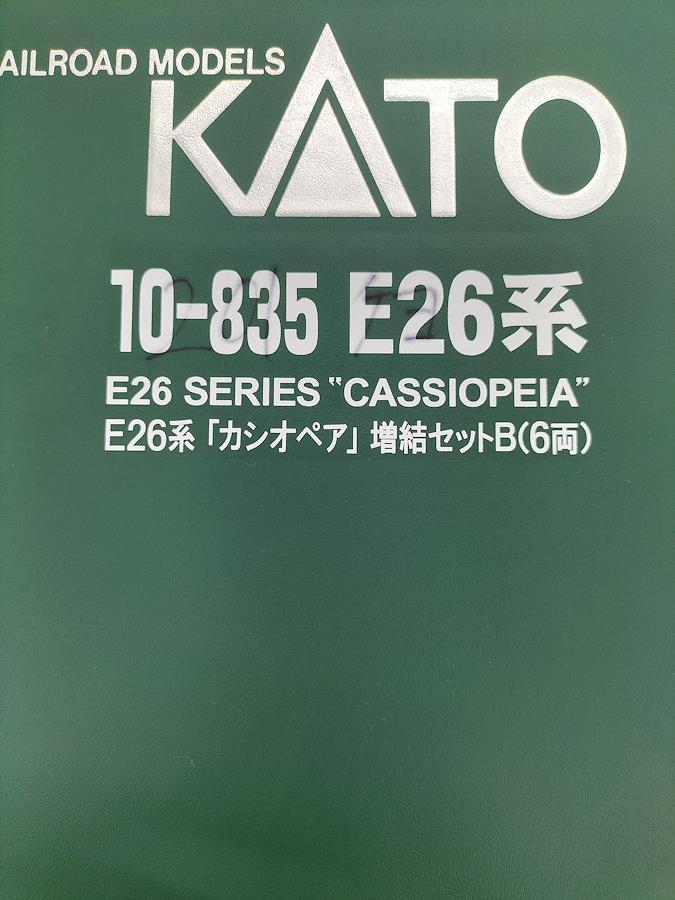 AILROAD MODELS
KATO
10-835 E26系
E26 SERIES "CASSIOPEIA"
E26系「カシオペア」増結セットB(6両)